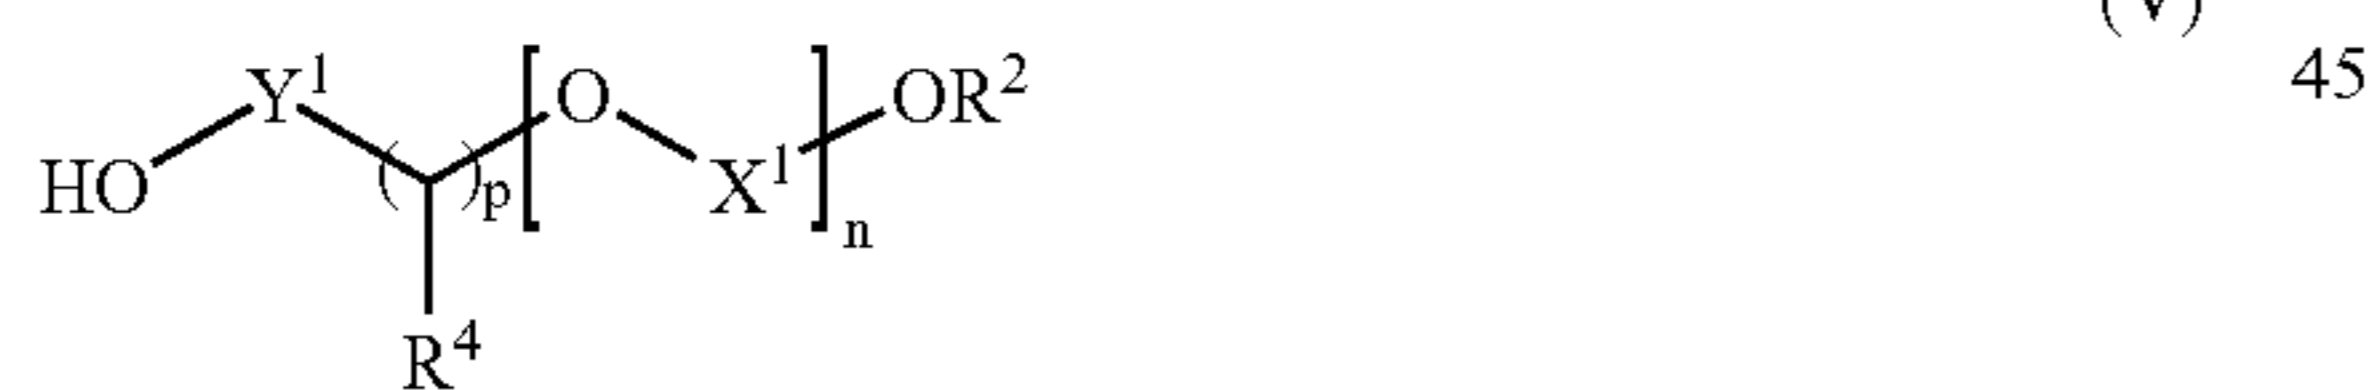 (V)
45
Y¹ [ O ]n OR²
HO ( )p X¹
R⁴